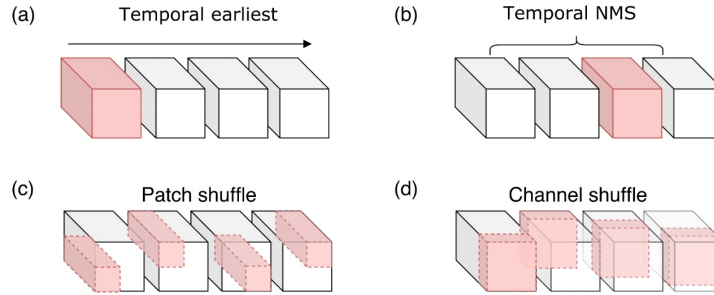 (a)
Temporal earliest
(b)
Temporal NMS
(c)
Patch shuffle
(d)
Channel shuffle